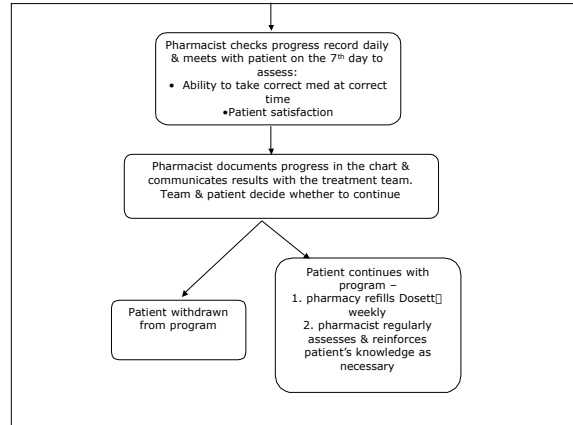 Pharmacist checks progress record daily
& meets with patient on the 7th day to
assess:
• Ability to take correct med at correct
time
•Patient satisfaction
Pharmacist documents progress in the chart &
communicates results with the treatment team.
Team & patient decide whether to continue
Patient withdrawn
from program
Patient continues with
program –
1. pharmacy refills Dosett▯
weekly
2. pharmacist regularly
assesses & reinforces
patient's knowledge as
necessary